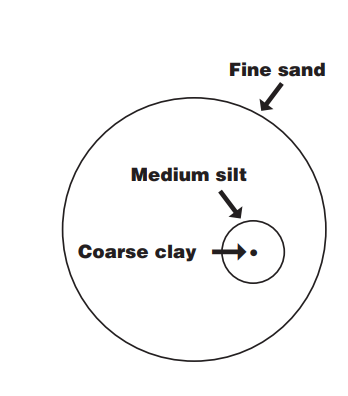 Fine sand
Medium silt
Coarse clay